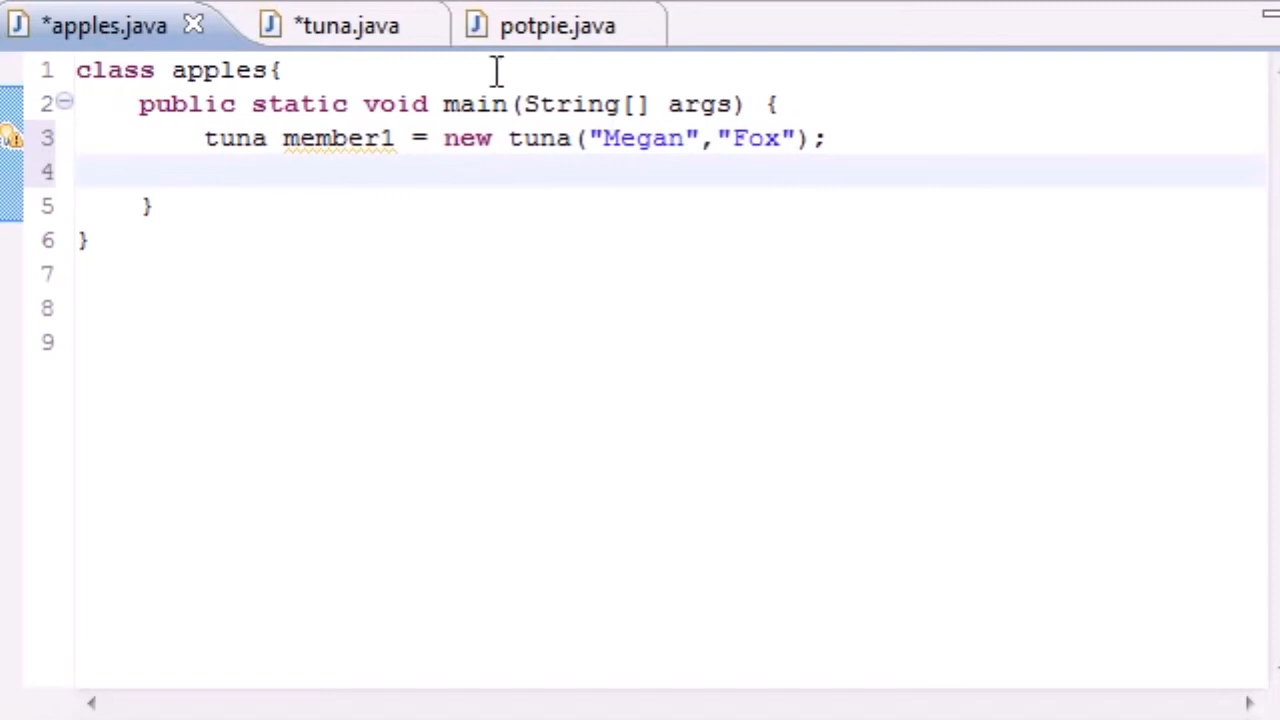 *apples.java *tuna.java potpie.java
1 class apples{
2 public static void main(String[] args) {
3 tuna member1 = new tuna("Megan","Fox");
4
5 }
6 }
7
8
9